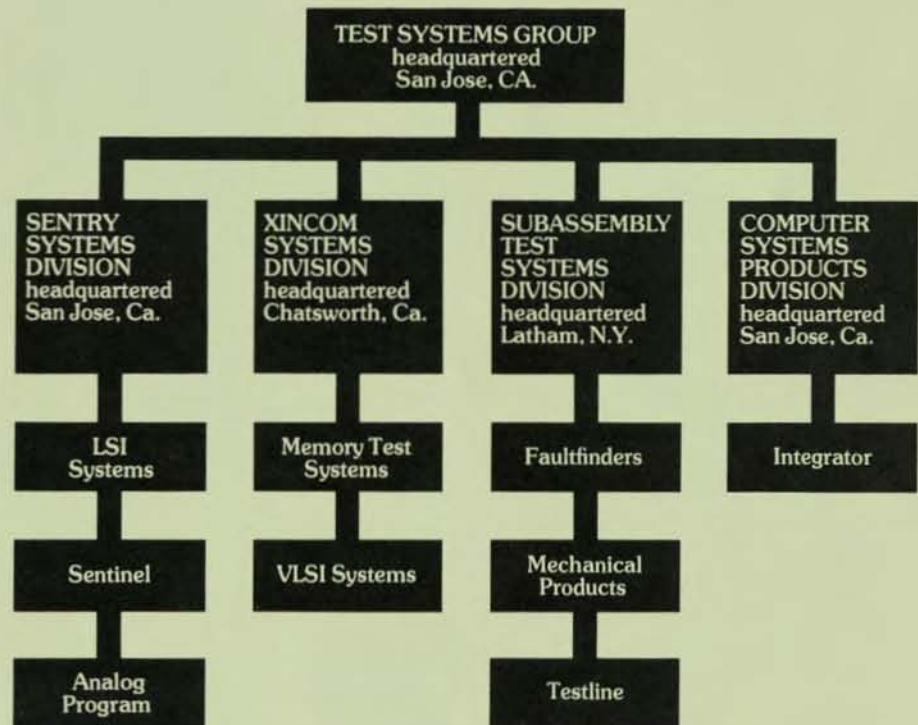 TEST SYSTEMS GROUP
headquartered
San Jose, CA.
SENTRY
SYSTEMS
DIVISION
headquartered
San Jose, Ca.
XINCOM
SYSTEMS
DIVISION
headquartered
Chatsworth, Ca.
SUBASSEMBLY
TEST
SYSTEMS
DIVISION
headquartered
Latham, N.Y.
COMPUTER
SYSTEMS
PRODUCTS
DIVISION
headquartered
San Jose, Ca.
LSI
Systems
Memory Test
Systems
Faultfinders
Integrator
Sentinel
VLSI Systems
Mechanical
Products
Analog
Program
Testline